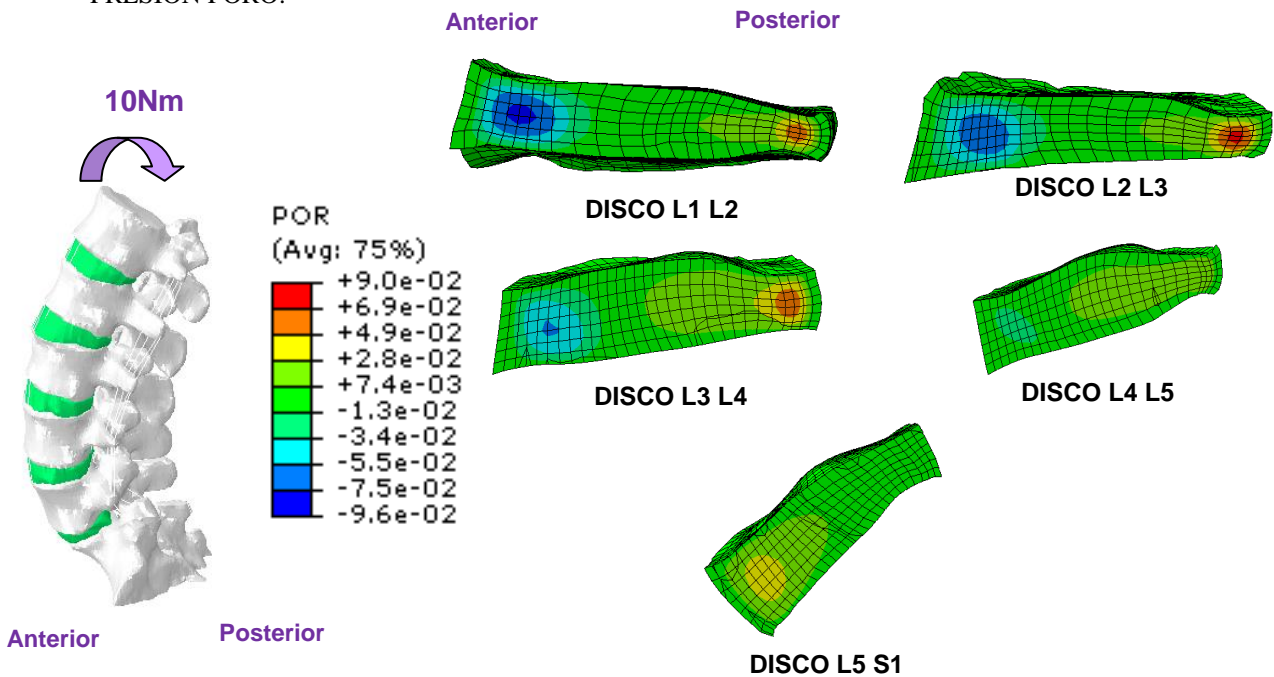 PRESIÓN PORO:
Anterior
Posterior
10Nm
DISCO L1 L2
DISCO L2 L3
POR
(Avg: 75%)
+9.0e-02
+6.9e-02
+4.9e-02
+2.8e-02
+7.4e-03
-1.3e-02
-3.4e-02
-5.5e-02
-7.5e-02
-9.6e-02
DISCO L3 L4
DISCO L4 L5
Anterior
Posterior
DISCO L5 S1